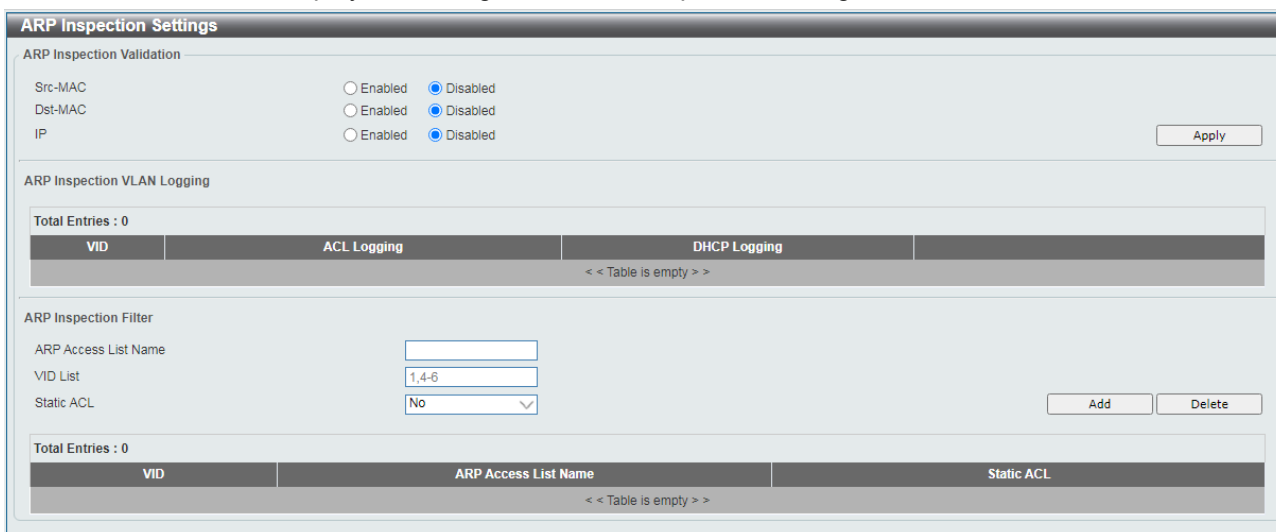 ARP Inspection Settings
ARP Inspection Validation
Src-MAC Enabled Disabled
Dst-MAC Enabled Disabled
IP Enabled Disabled Apply
ARP Inspection VLAN Logging
Total Entries : 0
VID ACL Logging DHCP Logging
< < Table is empty > >
ARP Inspection Filter
ARP Access List Name
VID List 1,4-6
Static ACL No Add Delete
Total Entries : 0
VID ARP Access List Name Static ACL
< < Table is empty > >